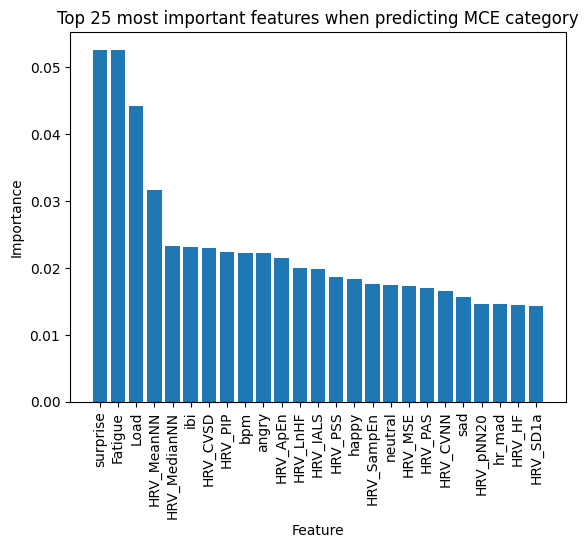 Top 25 most important features when predicting MCE category
Importance
0.05
0.04
0.03
0.02
0.01
0.00
surprise
Fatigue
Load
HRV_MeanNN
HRV_MedianNN
ibi
HRV_CVSD
HRV_PIP
bpm
angry
HRV_ApEn
HRV_LnHF
HRV_IALS
HRV_PSS
happy
HRV_SampEn
neutral
HRV_MSE
HRV_PAS
HRV_CVNN
sad
HRV_pNN20
hr_mad
HRV_HF
HRV_SD1a
Feature